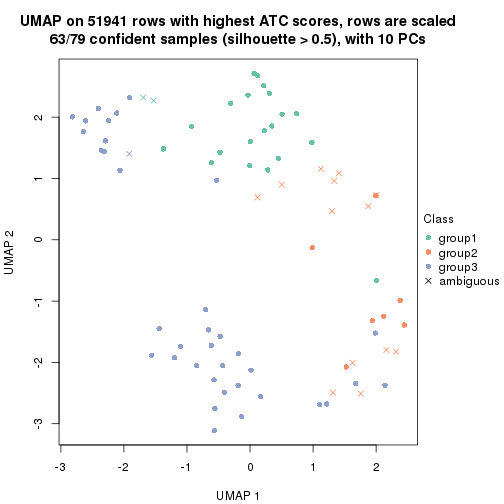 UMAP on 51941 rows with highest ATC scores, rows are scaled
63/79 confident samples (silhouette > 0.5), with 10 PCs
2
1
0
-1
-2
-3
UMAP 2
-3
-2
-1
0
1
2
UMAP 1
Class
group1
group2
group3
ambiguous